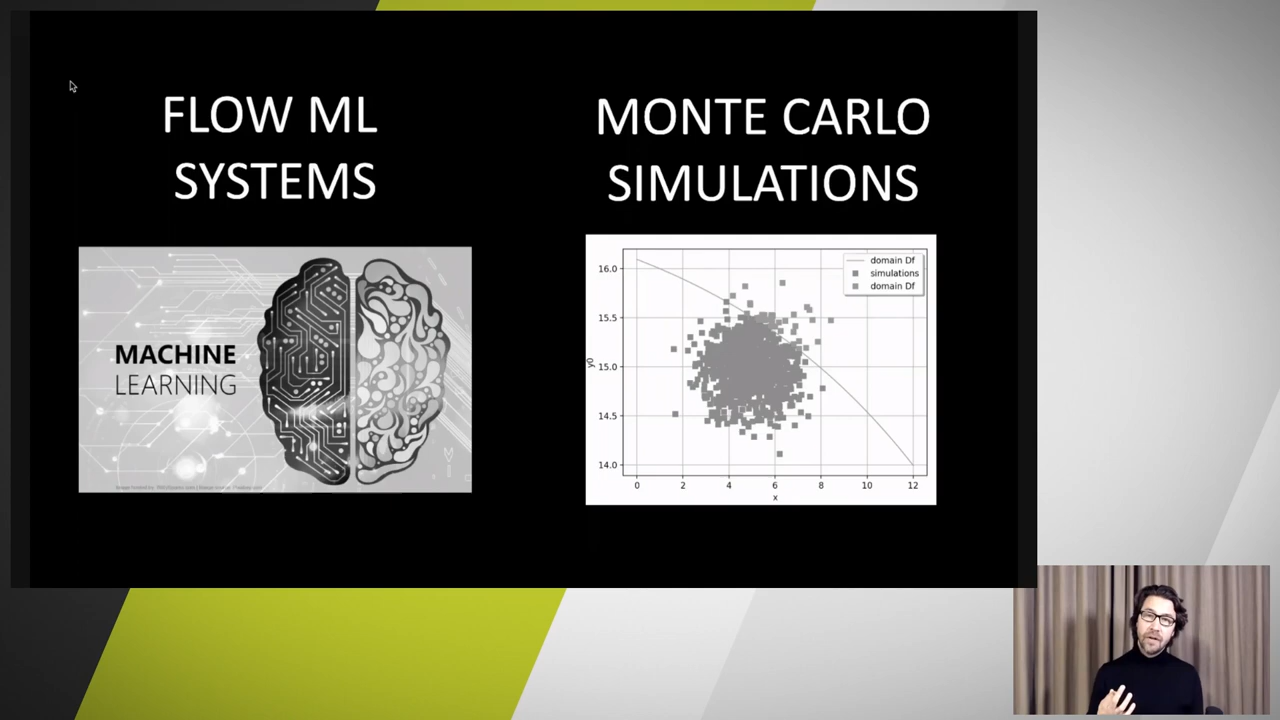 FLOW ML
SYSTEMS
MONTE CARLO
SIMULATIONS
MACHINE
LEARNING
domain Df
simulations
domain Df
16.0
15.5
15.0
14.5
14.0
y0
0 2 4 6 8 10 12
x